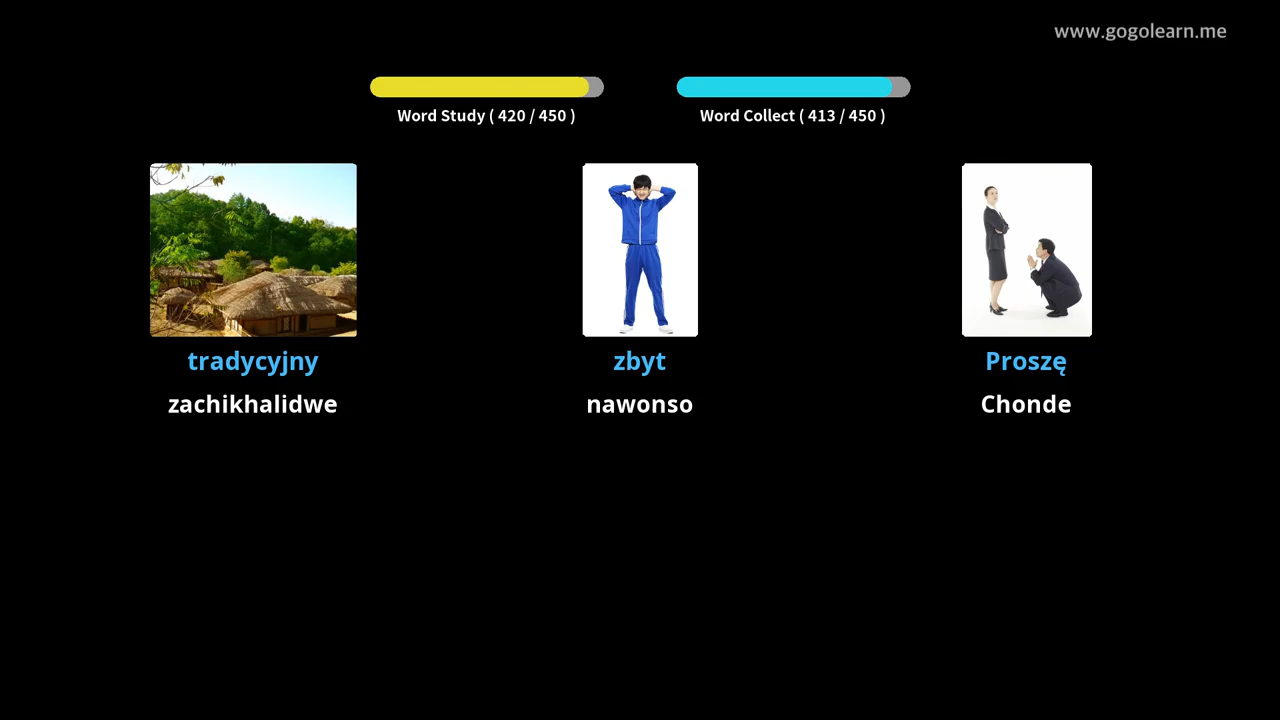 www.gogolearn.me
Word Study ( 420 / 450 )
Word Collect ( 413 / 450 )
tradycyjny
zbyt
Proszę
zachikhalidwe
nawonso
Chonde